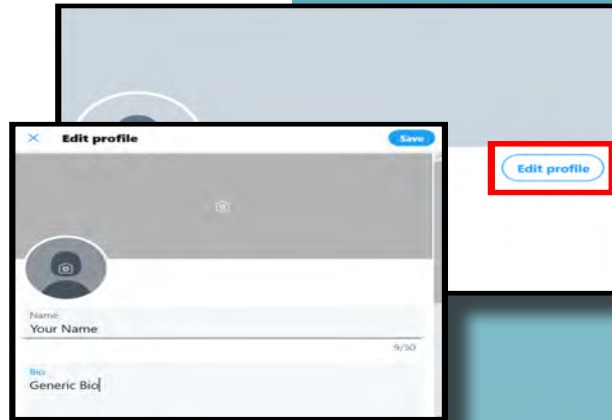 Edit profile
Save
Edit profile
Name
Your Name
9/50
Bio
Generic Bio